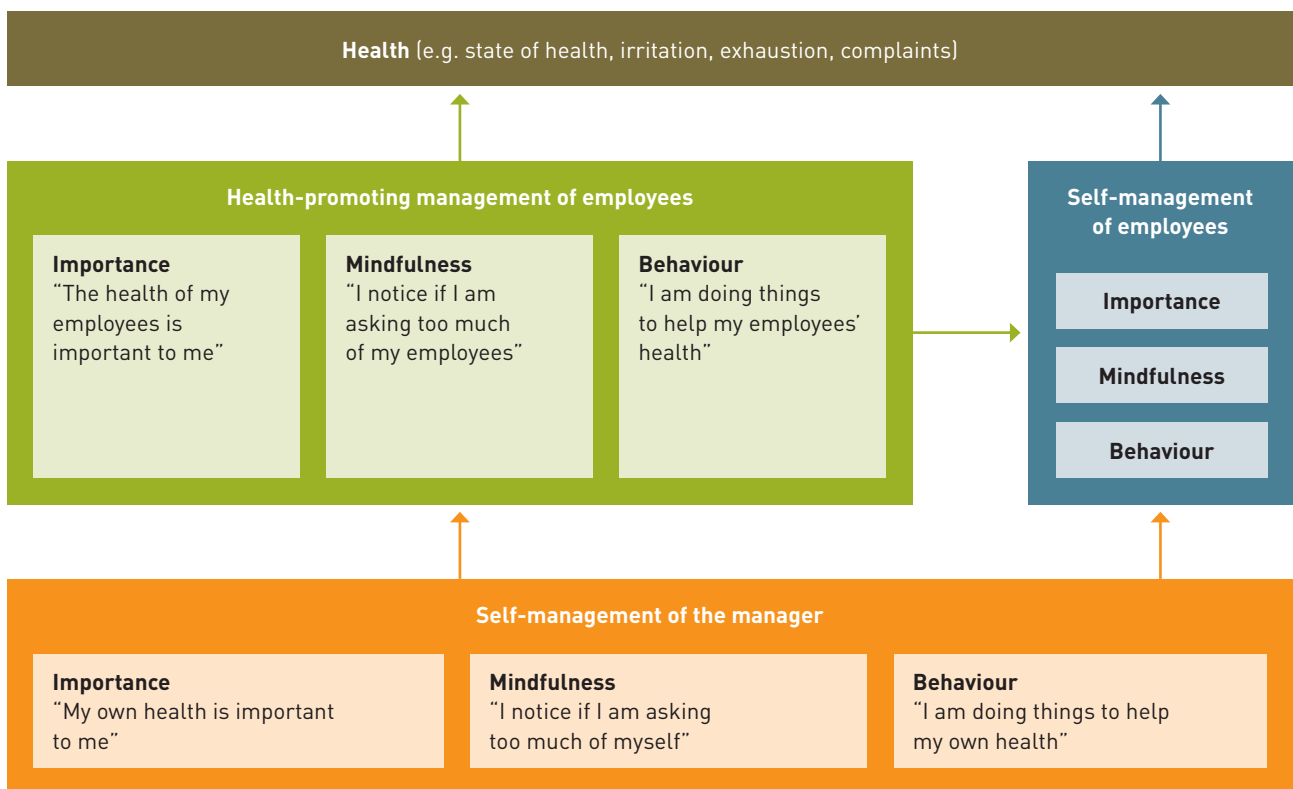 Health (e.g. state of health, irritation, exhaustion, complaints)
Health-promoting management of employees
Importance
“The health of my
employees is
important to me”
Mindfulness
“I notice if I am
asking too much
of my employees”
Behaviour
“I am doing things
to help my employees’
health”
Self-management
of employees
Importance
Mindfulness
Behaviour
Self-management of the manager
Importance
“My own health is important
to me”
Mindfulness
“I notice if I am asking
too much of myself”
Behaviour
“I am doing things to help
my own health”